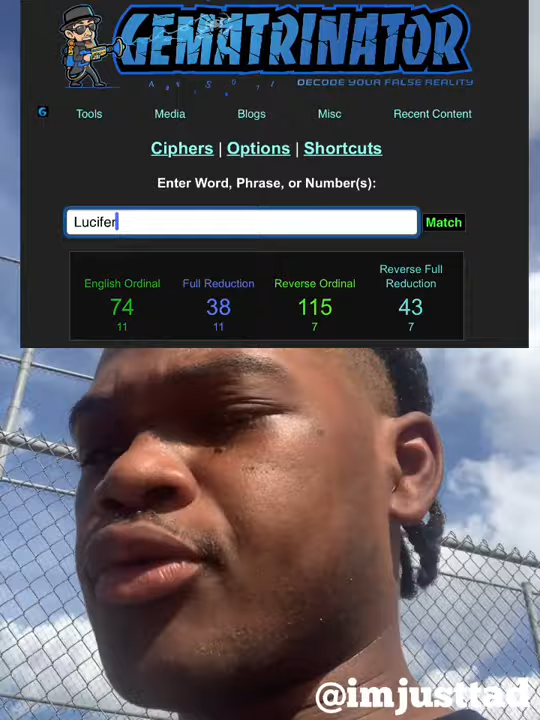 GEMATRINATOR
DECODE YOUR FALSE REALITY
Tools Media Blogs Misc Recent Content
Ciphers | Options | Shortcuts
Enter Word, Phrase, or Number(s):
Lucifer Match
English Ordinal Full Reduction Reverse Ordinal Reverse Full Reduction
74 38 115 43
11 11 7 7
@imjusttad